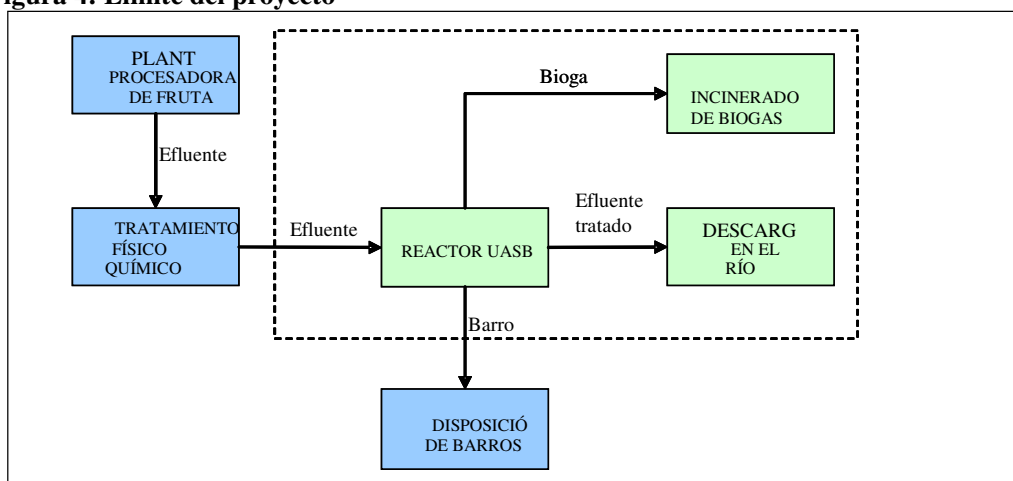 igura 4: Límite del proyecto
PLANT
PROCESADORA
DE FRUTA
Efluente
TRATAMIENTO
FÍSICO
QUÍMICO
Efluente
REACTOR UASB
Bioga
INCINERADO
DE BIOGAS
Efluente
tratado
DESCARG
EN EL
RÍO
Barro
DISPOSICIÓ
DE BARROS